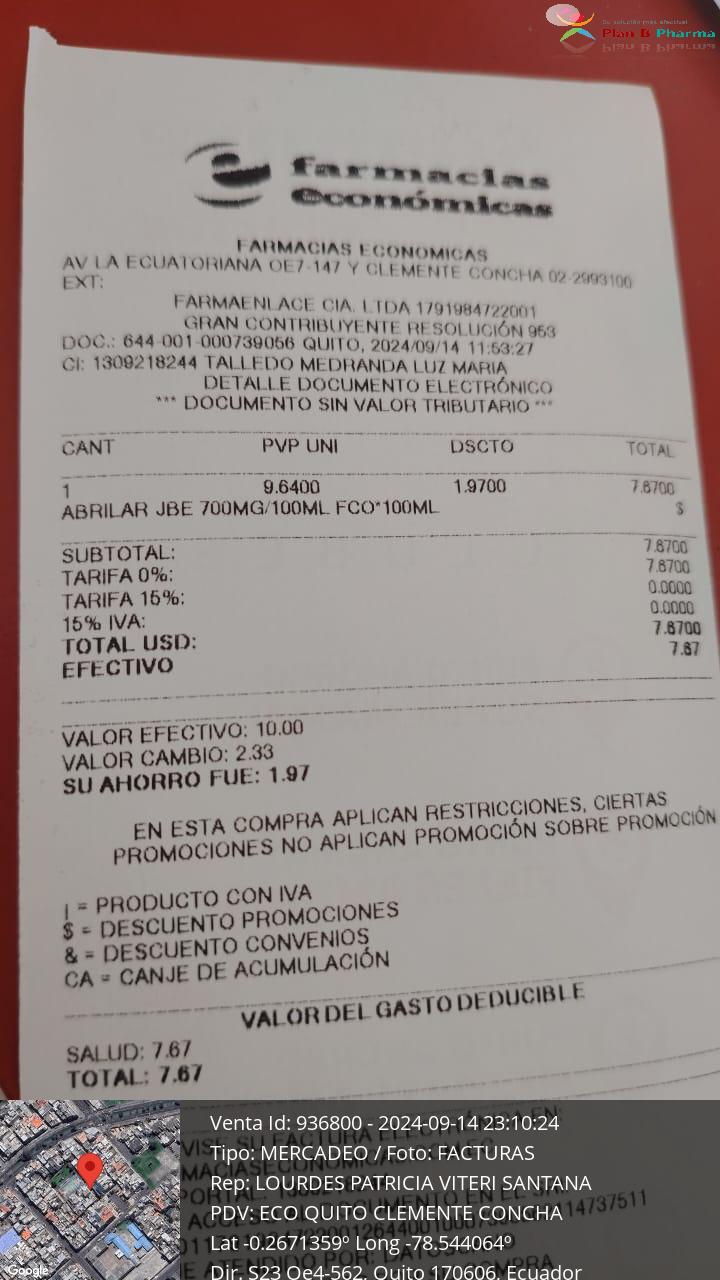 Su solución más efectiva!
Plan B Pharma
farmacias
económicas
FARMACIAS ECONOMICAS
AV LA ECUATORIANA OE7-147 Y CLEMENTE CONCHA 02-2993100
EXT:
FARMAENLACE CIA. LTDA 1791984722001
GRAN CONTRIBUYENTE RESOLUCIÓN 953
DOC.: 644-001-000739056 QUITO, 2024/09/14 11:53:27
CI: 1309218244 TALLEDO MEDRANDA LUZ MARIA
DETALLE DOCUMENTO ELECTRÓNICO
*** DOCUMENTO SIN VALOR TRIBUTARIO ***
CANT PVP UNI DSCTO TOTAL
1 9.6400 1.9700 7.6700
ABRILAR JBE 700MG/100ML FCO*100ML $
SUBTOTAL: 7.6700
TARIFA 0%: 7.6700
TARIFA 15%: 0.0000
15% IVA: 0.0000
TOTAL USD: 7.6700
EFECTIVO 7.67
VALOR EFECTIVO: 10.00
VALOR CAMBIO: 2.33
SU AHORRO FUE: 1.97
EN ESTA COMPRA APLICAN RESTRICCIONES, CIERTAS
PROMOCIONES NO APLICAN PROMOCIÓN SOBRE PROMOCIÓN
| = PRODUCTO CON IVA
$ = DESCUENTO PROMOCIONES
& = DESCUENTO CONVENIOS
CA = CANJE DE ACUMULACIÓN
VALOR DEL GASTO DEDUCIBLE
SALUD: 7.67
TOTAL: 7.67
Venta Id: 936800 - 2024-09-14 23:10:24
Tipo: MERCADEO / Foto: FACTURAS
Rep: LOURDES PATRICIA VITERI SANTANA
PDV: ECO QUITO CLEMENTE CONCHA
Lat -0.2671359º Long -78.544064º
Dir. S23 Oe4-562, Quito 170606, Ecuador
Google